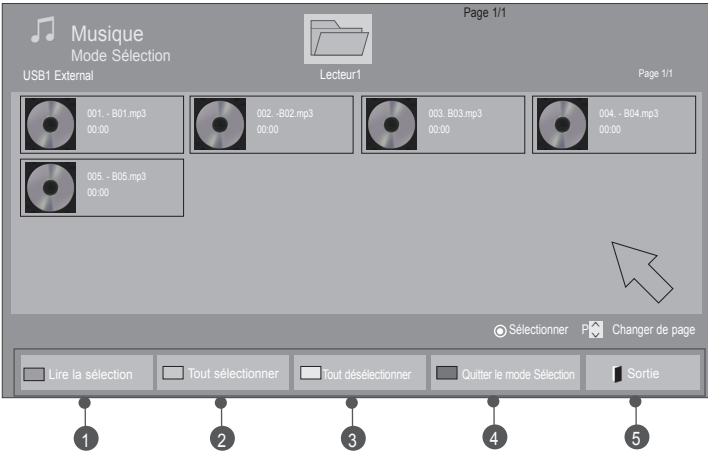 Page 1/1
Musique
Mode Sélection
USB1 External
Lecteur1
Page 1/1
001. - B01.mp3
00:00
002. -B02.mp3
00:00
003. B03.mp3
00:00
004. - B04.mp3
00:00
005. - B05.mp3
00:00
Sélectionner P Changer de page
Lire la sélection
Tout sélectionner
Tout désélectionner
Quitter le mode Sélection
Sortie
1 2 3 4 5